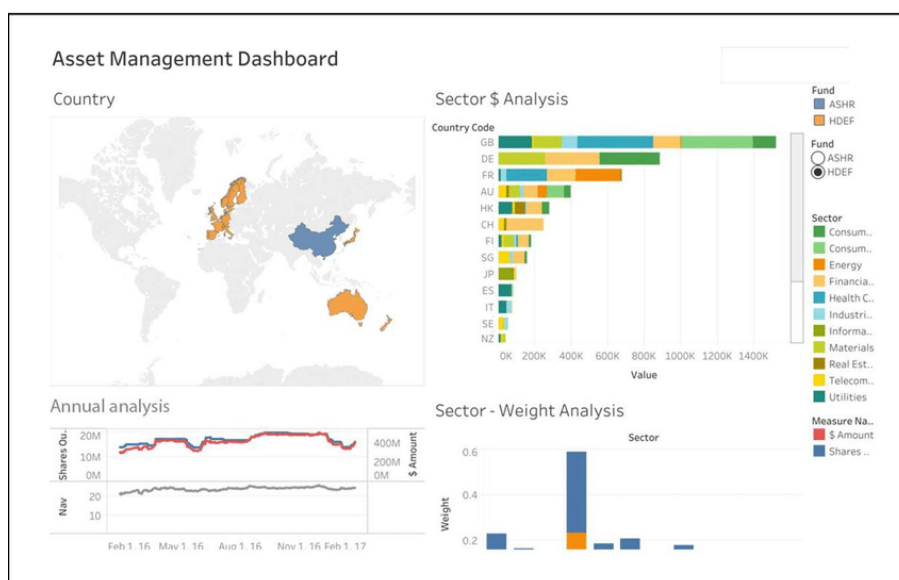 Asset Management Dashboard
Country
Sector $ Analysis
Country Code
GB
DE
FR
AU
HK
CH
FI
SG
JP
ES
IT
SE
NZ
0K 200K 400K 600K 800K 1000K 1200K 1400K
Value
Fund
ASHR
HDEF
Fund
ASHR
HDEF
Sector
Consum..
Consum..
Energy
Financia..
Health C..
Industri..
Informa..
Materials
Real Est..
Telecom..
Utilities
Measure Na..
$ Amount
Shares ..
Annual analysis
Shares Ou..
20M
10M
0M
400M
200M
0M
$ Amount
Nav
20
10
Feb 1, 16 May 1, 16 Aug 1, 16 Nov 1, 16 Feb 1, 17
Sector - Weight Analysis
Sector
Weight
0.6
0.4
0.2